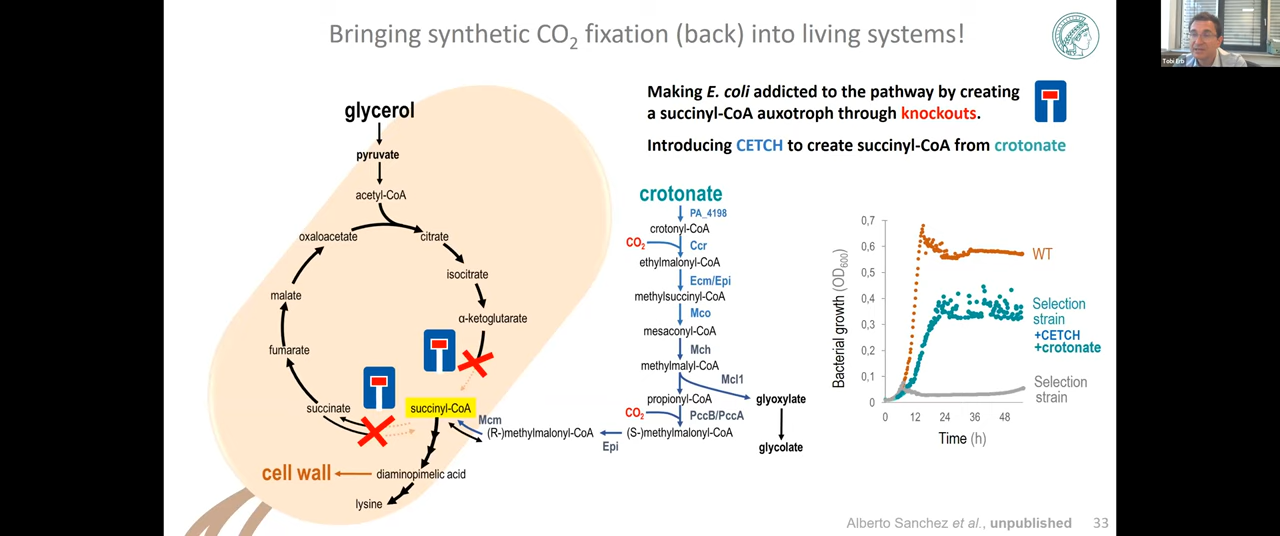 Bringing synthetic CO2 fixation (back) into living systems!
Tobi Erb
Making E. coli addicted to the pathway by creating
a succinyl-CoA auxotroph through knockouts.
Introducing CETCH to create succinyl-CoA from crotonate
glycerol
pyruvate
acetyl-CoA
oxaloacetate
citrate
isocitrate
malate
α-ketoglutarate
fumarate
succinate
succinyl-CoA
cell wall
diaminopimelic acid
lysine
crotonate
PA_4198
crotonyl-CoA
CO2
Ccr
ethylmalonyl-CoA
Ecm/Epi
methylsuccinyl-CoA
Mco
mesaconyl-CoA
Mch
methylmalyl-CoA
Mcl1
propionyl-CoA
glyoxylate
CO2
PccB/PccA
Mcm
(R-)methylmalonyl-CoA
(S-)methylmalonyl-CoA
Epi
glycolate
Bacterial growth (OD600)
0,7
0,6
0,5
0,4
0,3
0,2
0,1
0
0
12
24
36
48
Time (h)
WT
Selection
strain
+CETCH
+crotonate
Selection
strain
Alberto Sanchez et al., unpublished
33